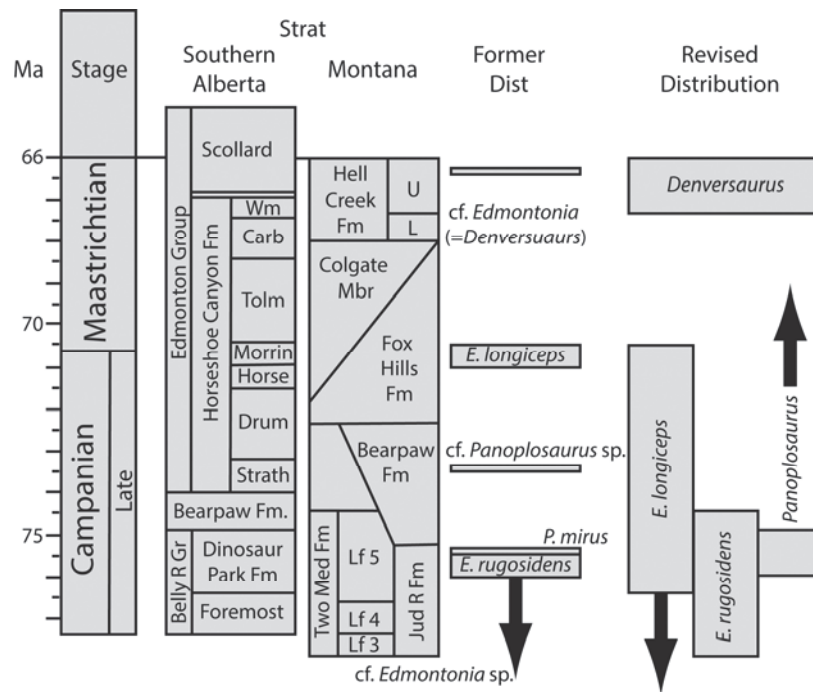 Strat
Ma
Stage
Southern
Alberta
Montana
Former
Dist
Revised
Distribution
66
70
75
Maastrichtian
Campanian
Late
Edmonton Group
Scollard
Horseshoe Canyon Fm
Wm
Carb
Tolm
Morrin
Horse
Drum
Strath
Bearpaw Fm.
Belly R Gr
Dinosaur
Park Fm
Foremost
Hell
Creek
Fm
U
L
Colgate
Mbr
Fox
Hills
Fm
Bearpaw
Fm
Two Med Fm
Lf 5
Lf 4
Lf 3
Jud R Fm
cf. Edmontonia
(=Denversuaurs)
E. longiceps
cf. Panoplosaurus sp.
P. mirus
E. rugosidens
cf. Edmontonia sp.
Denversaurus
E. longiceps
E. rugosidens
Panoplosaurus